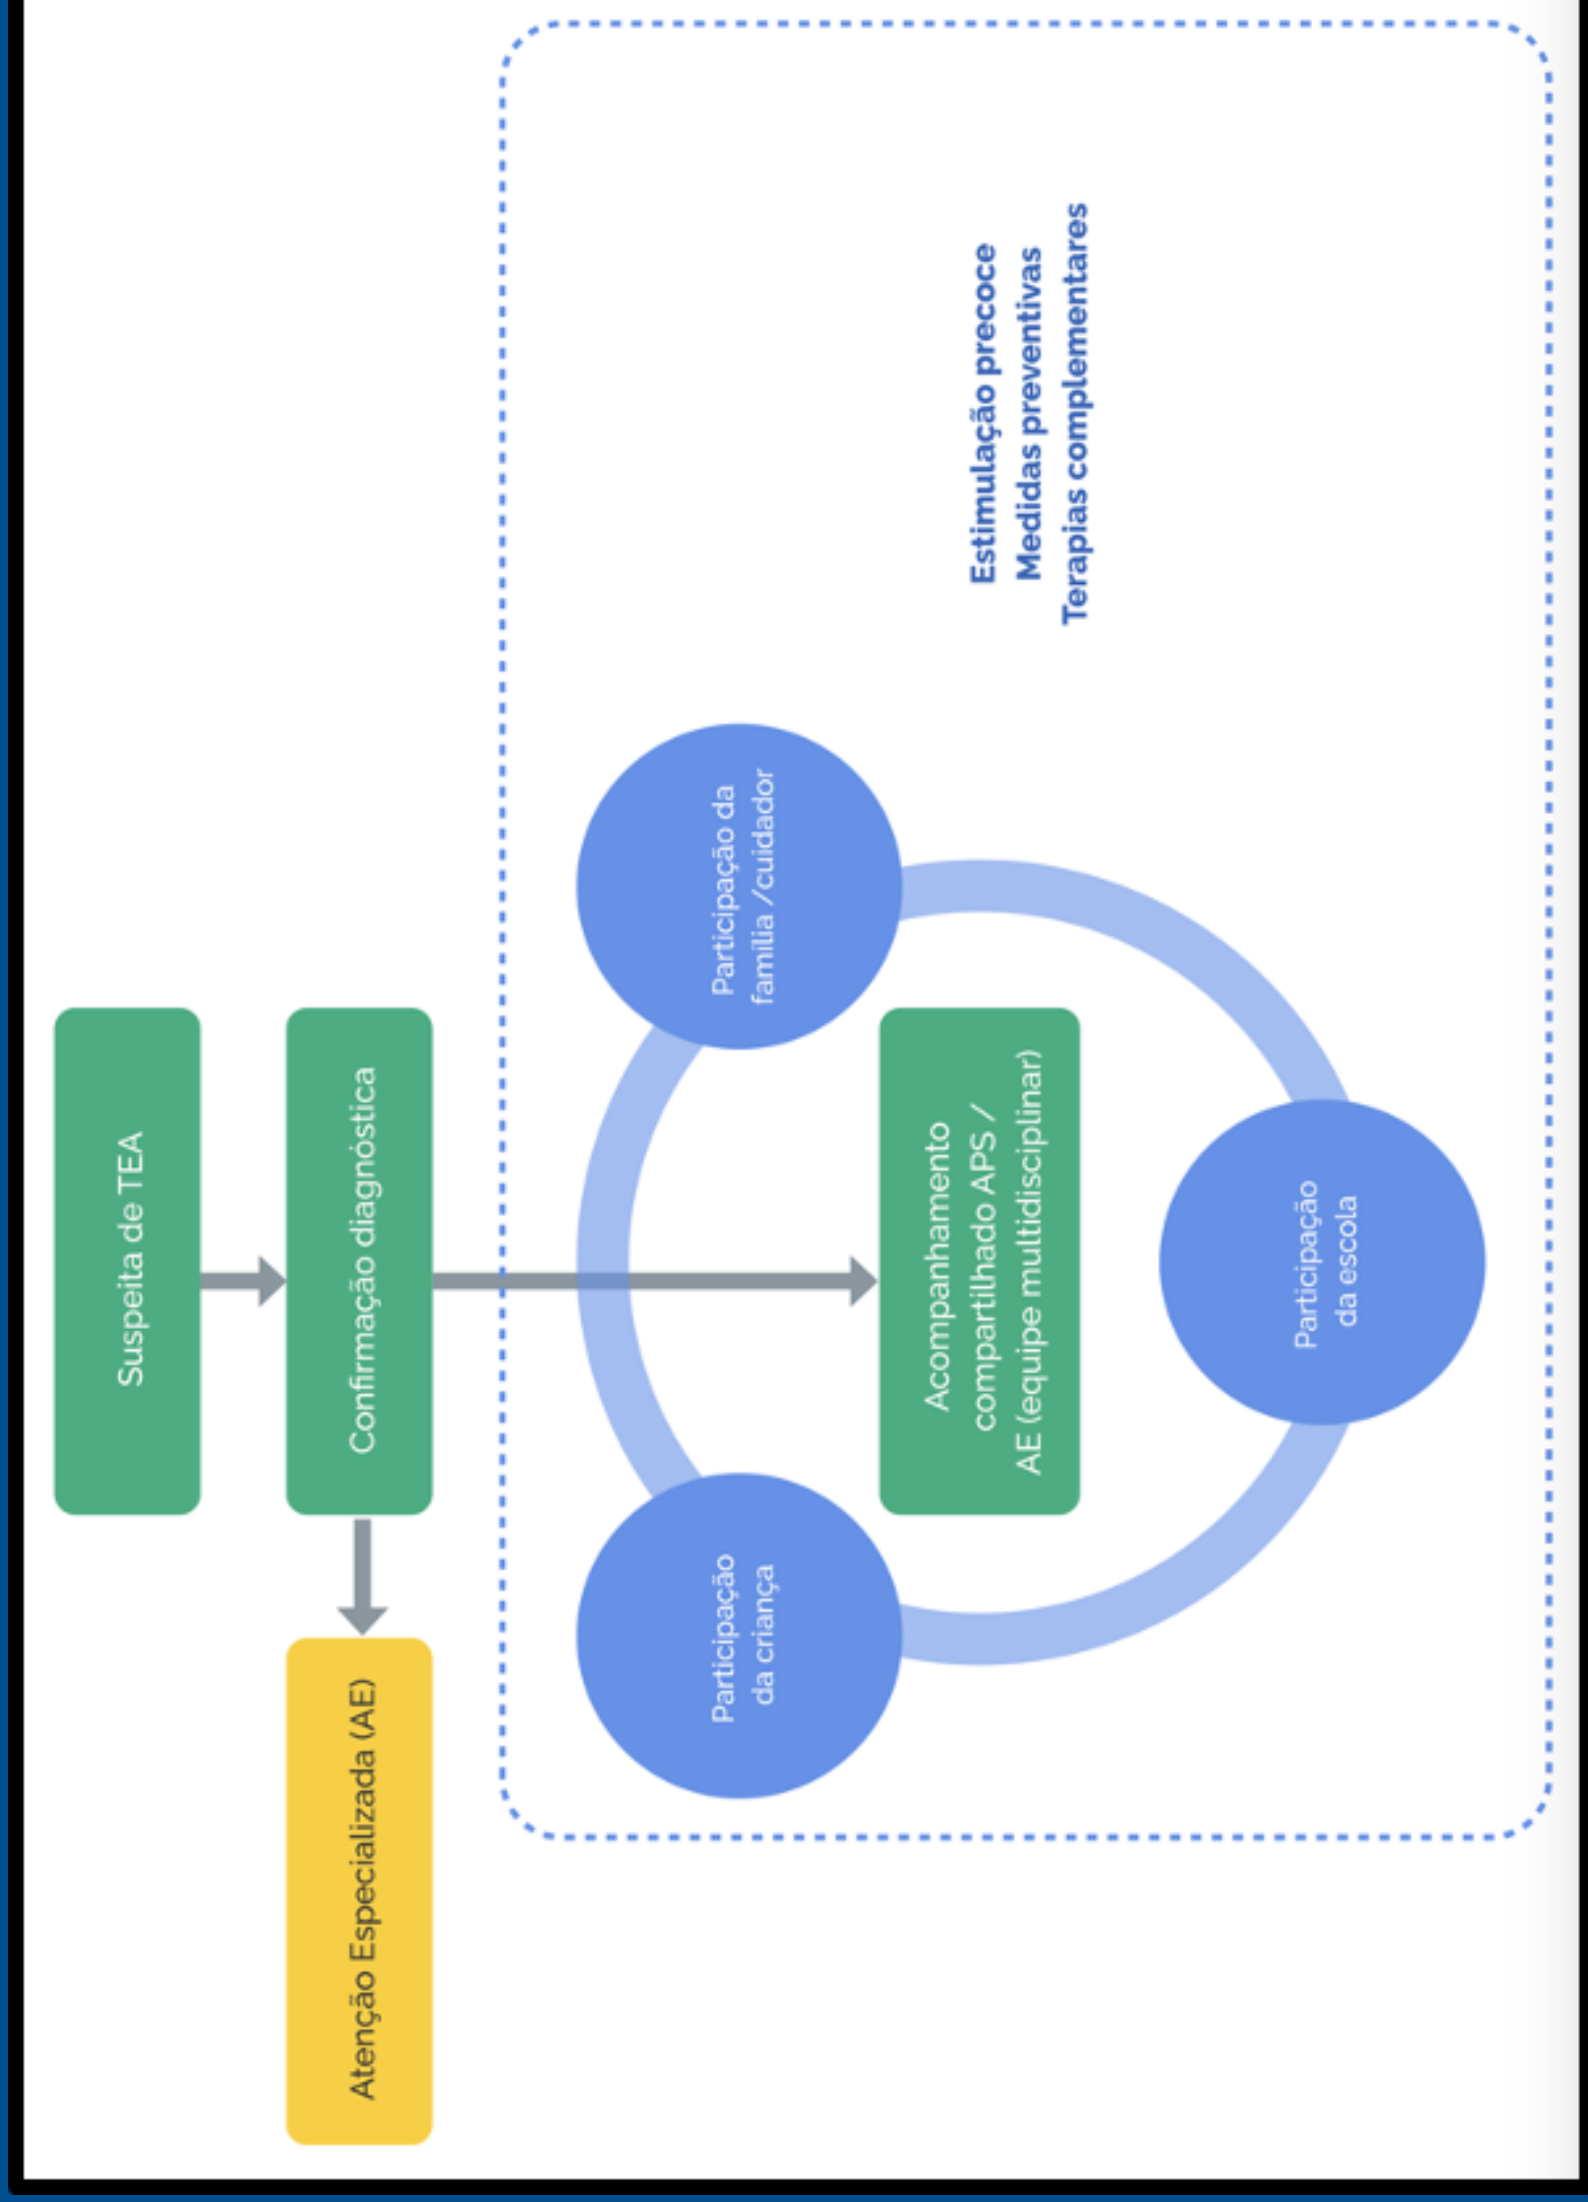 Suspeita de TEA
Atenção Especializada (AE)
Confirmação diagnóstica
Participação
da criança
Participação da
família /cuidador
Acompanhamento
compartilhado APS /
AE (equipe multidisciplinar)
Estimulação precoce
Medidas preventivas
Terapias complementares
Participação
da escola